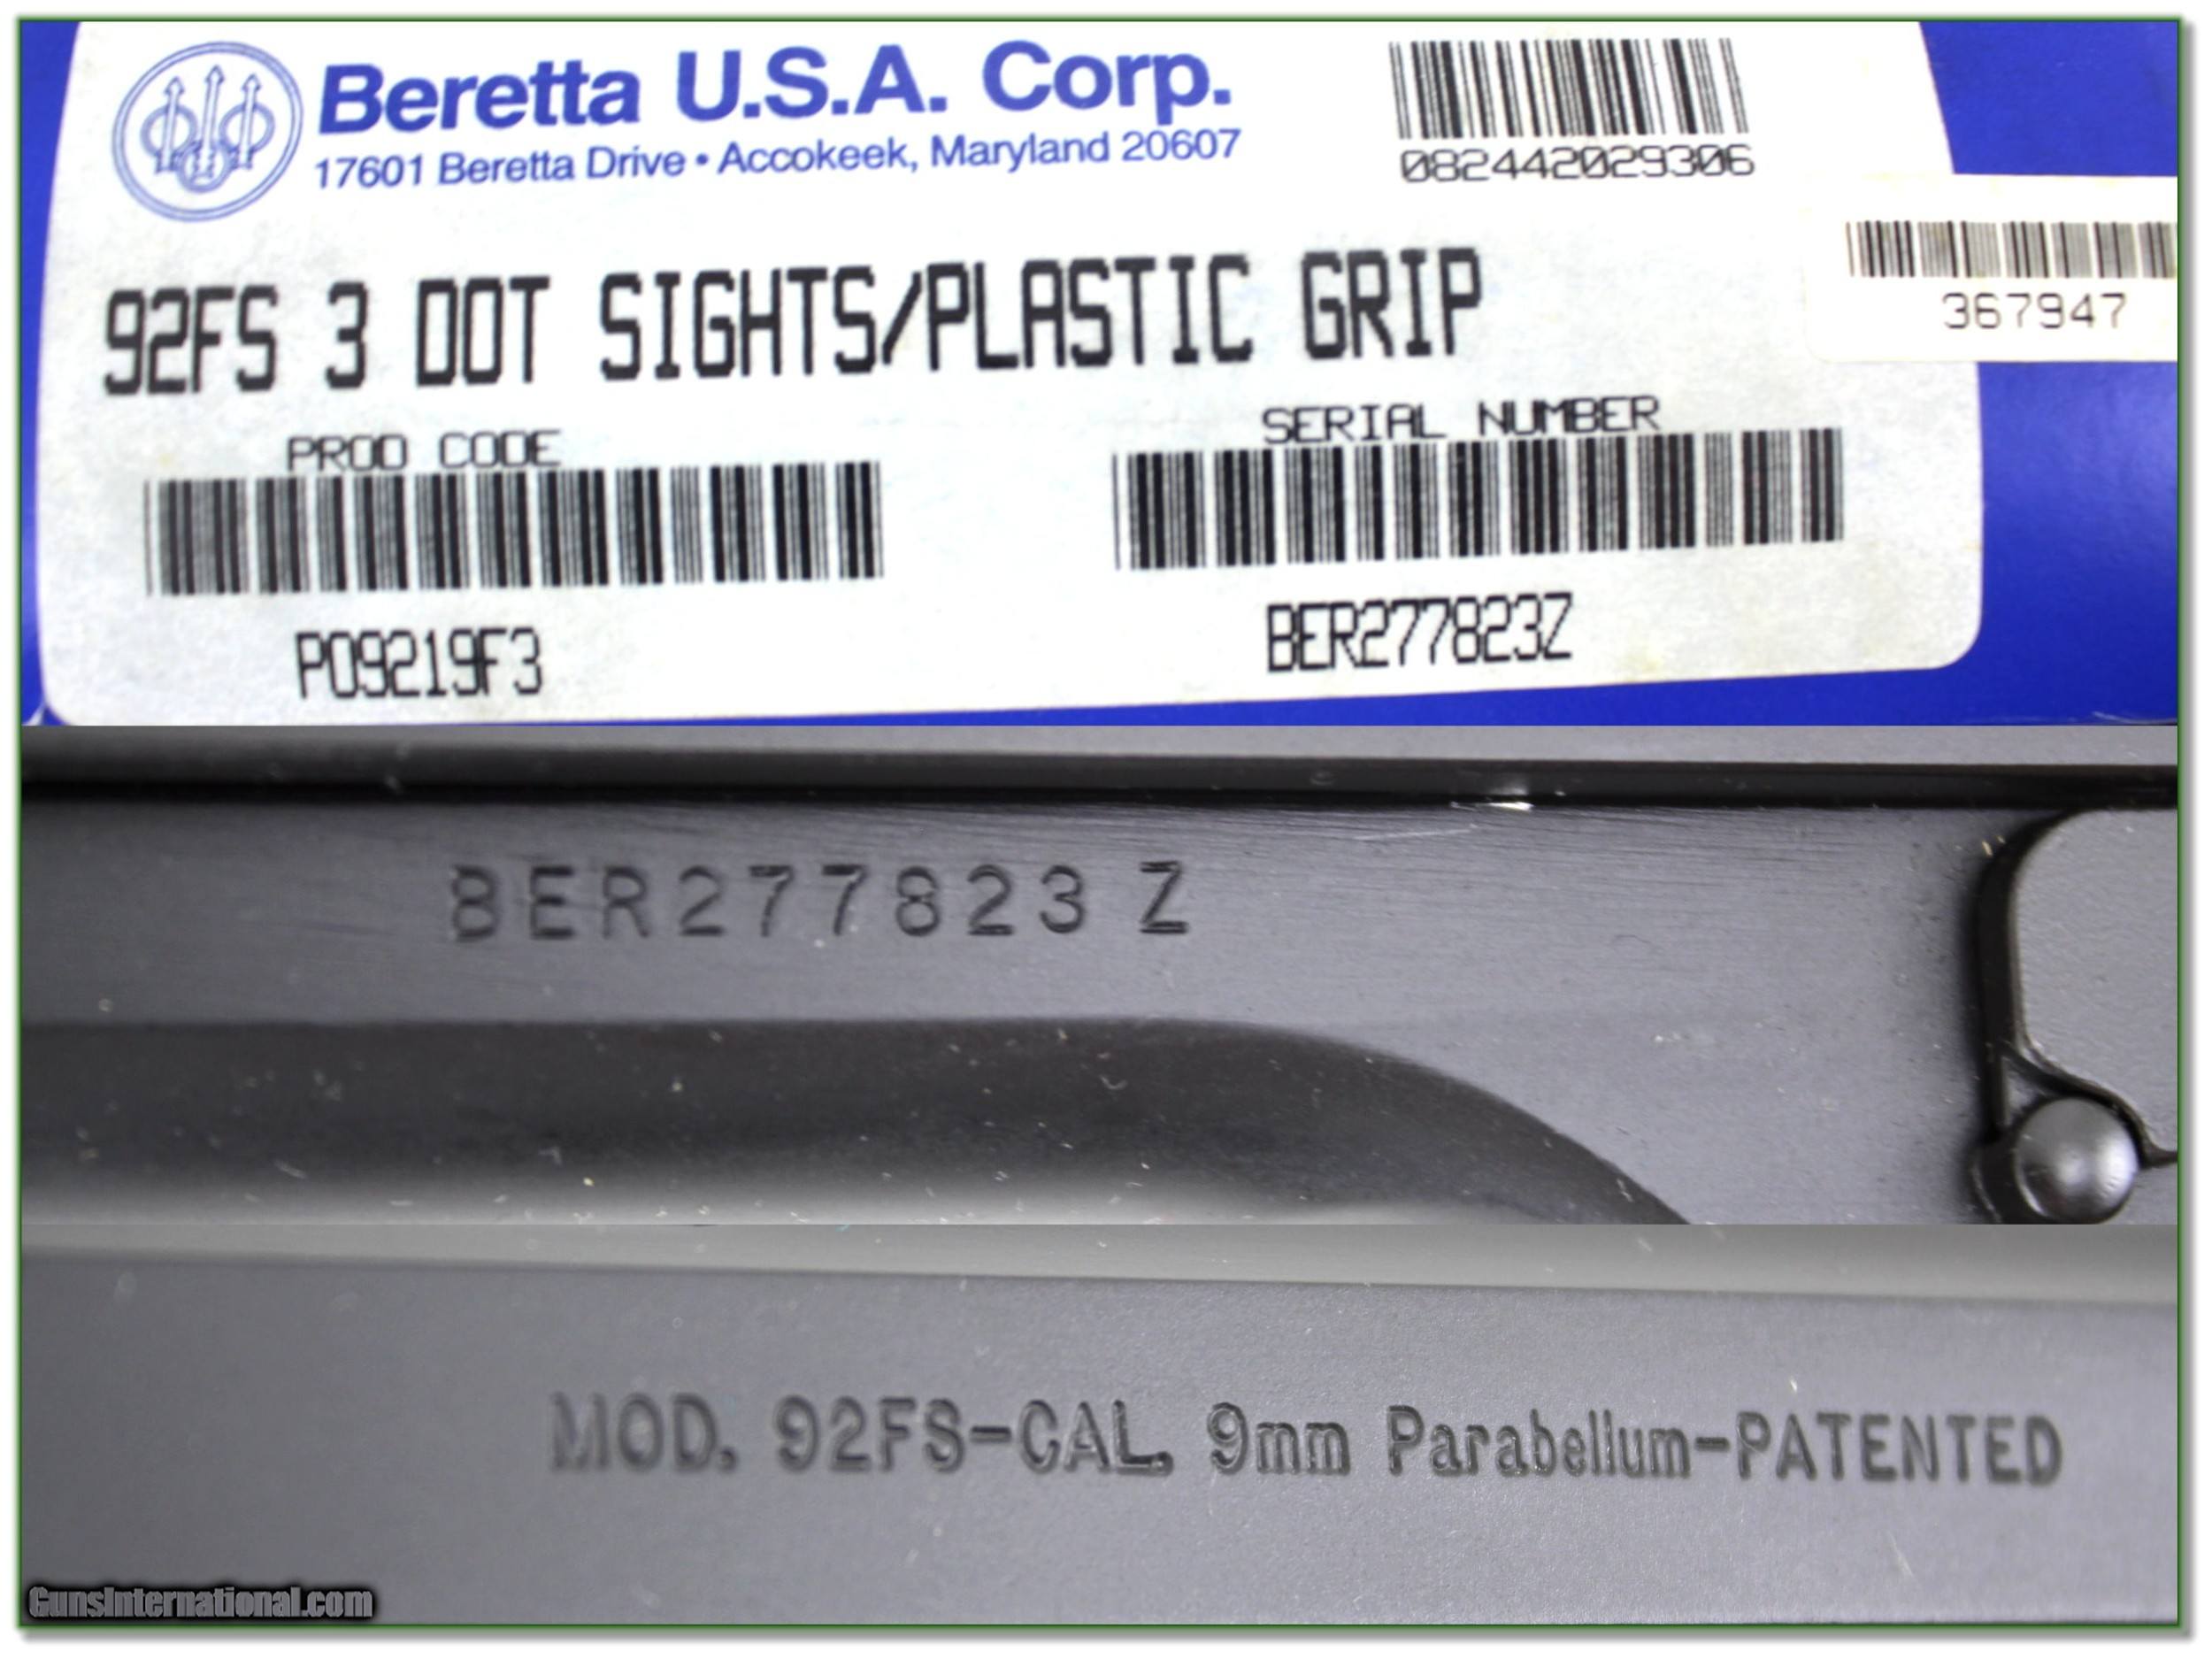 Beretta U.S.A. Corp.
17601 Beretta Drive • Accokeek, Maryland 20607
082442029306
367947
92FS 3 DOT SIGHTS/PLASTIC GRIP
PROD CODE
SERIAL NUMBER
P09219F3
BER277823Z
BER277823 Z
MOD. 92FS-CAL. 9mm Parabellum-PATENTED
GunsInternational.com